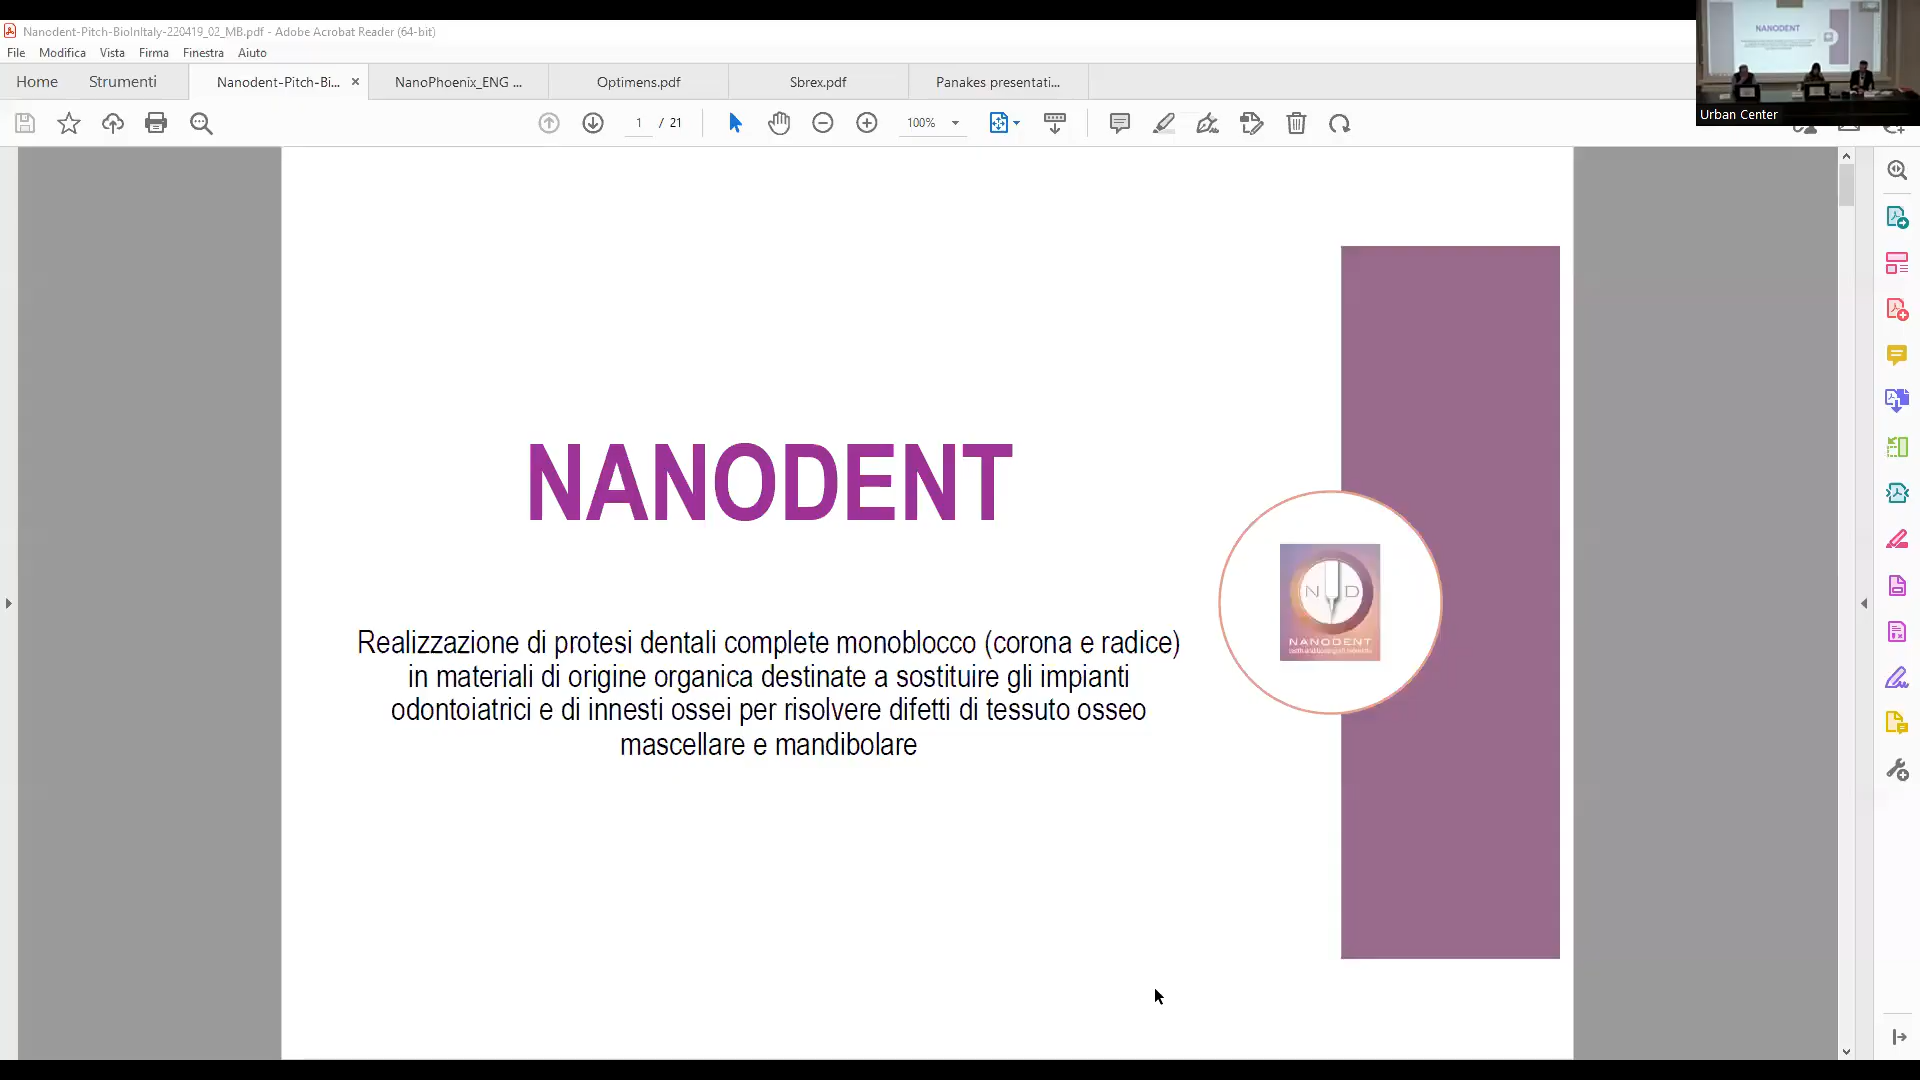 Nanodent-Pitch-BioInItaly-220419_02_MB.pdf - Adobe Acrobat Reader (64-bit)
File Modifica Vista Firma Finestra Aiuto
Home Strumenti Nanodent-Pitch-Bi... × NanoPhoenix_ENG ... Optimens.pdf Sbrex.pdf Panakes presentati...
1 / 21 100%
NANODENT
Urban Center
NANODENT
Realizzazione di protesi dentali complete monoblocco (corona e radice)
in materiali di origine organica destinate a sostituire gli impianti
odontoiatrici e di innesti ossei per risolvere difetti di tessuto osseo
mascellare e mandibolare
N D
NANODENT